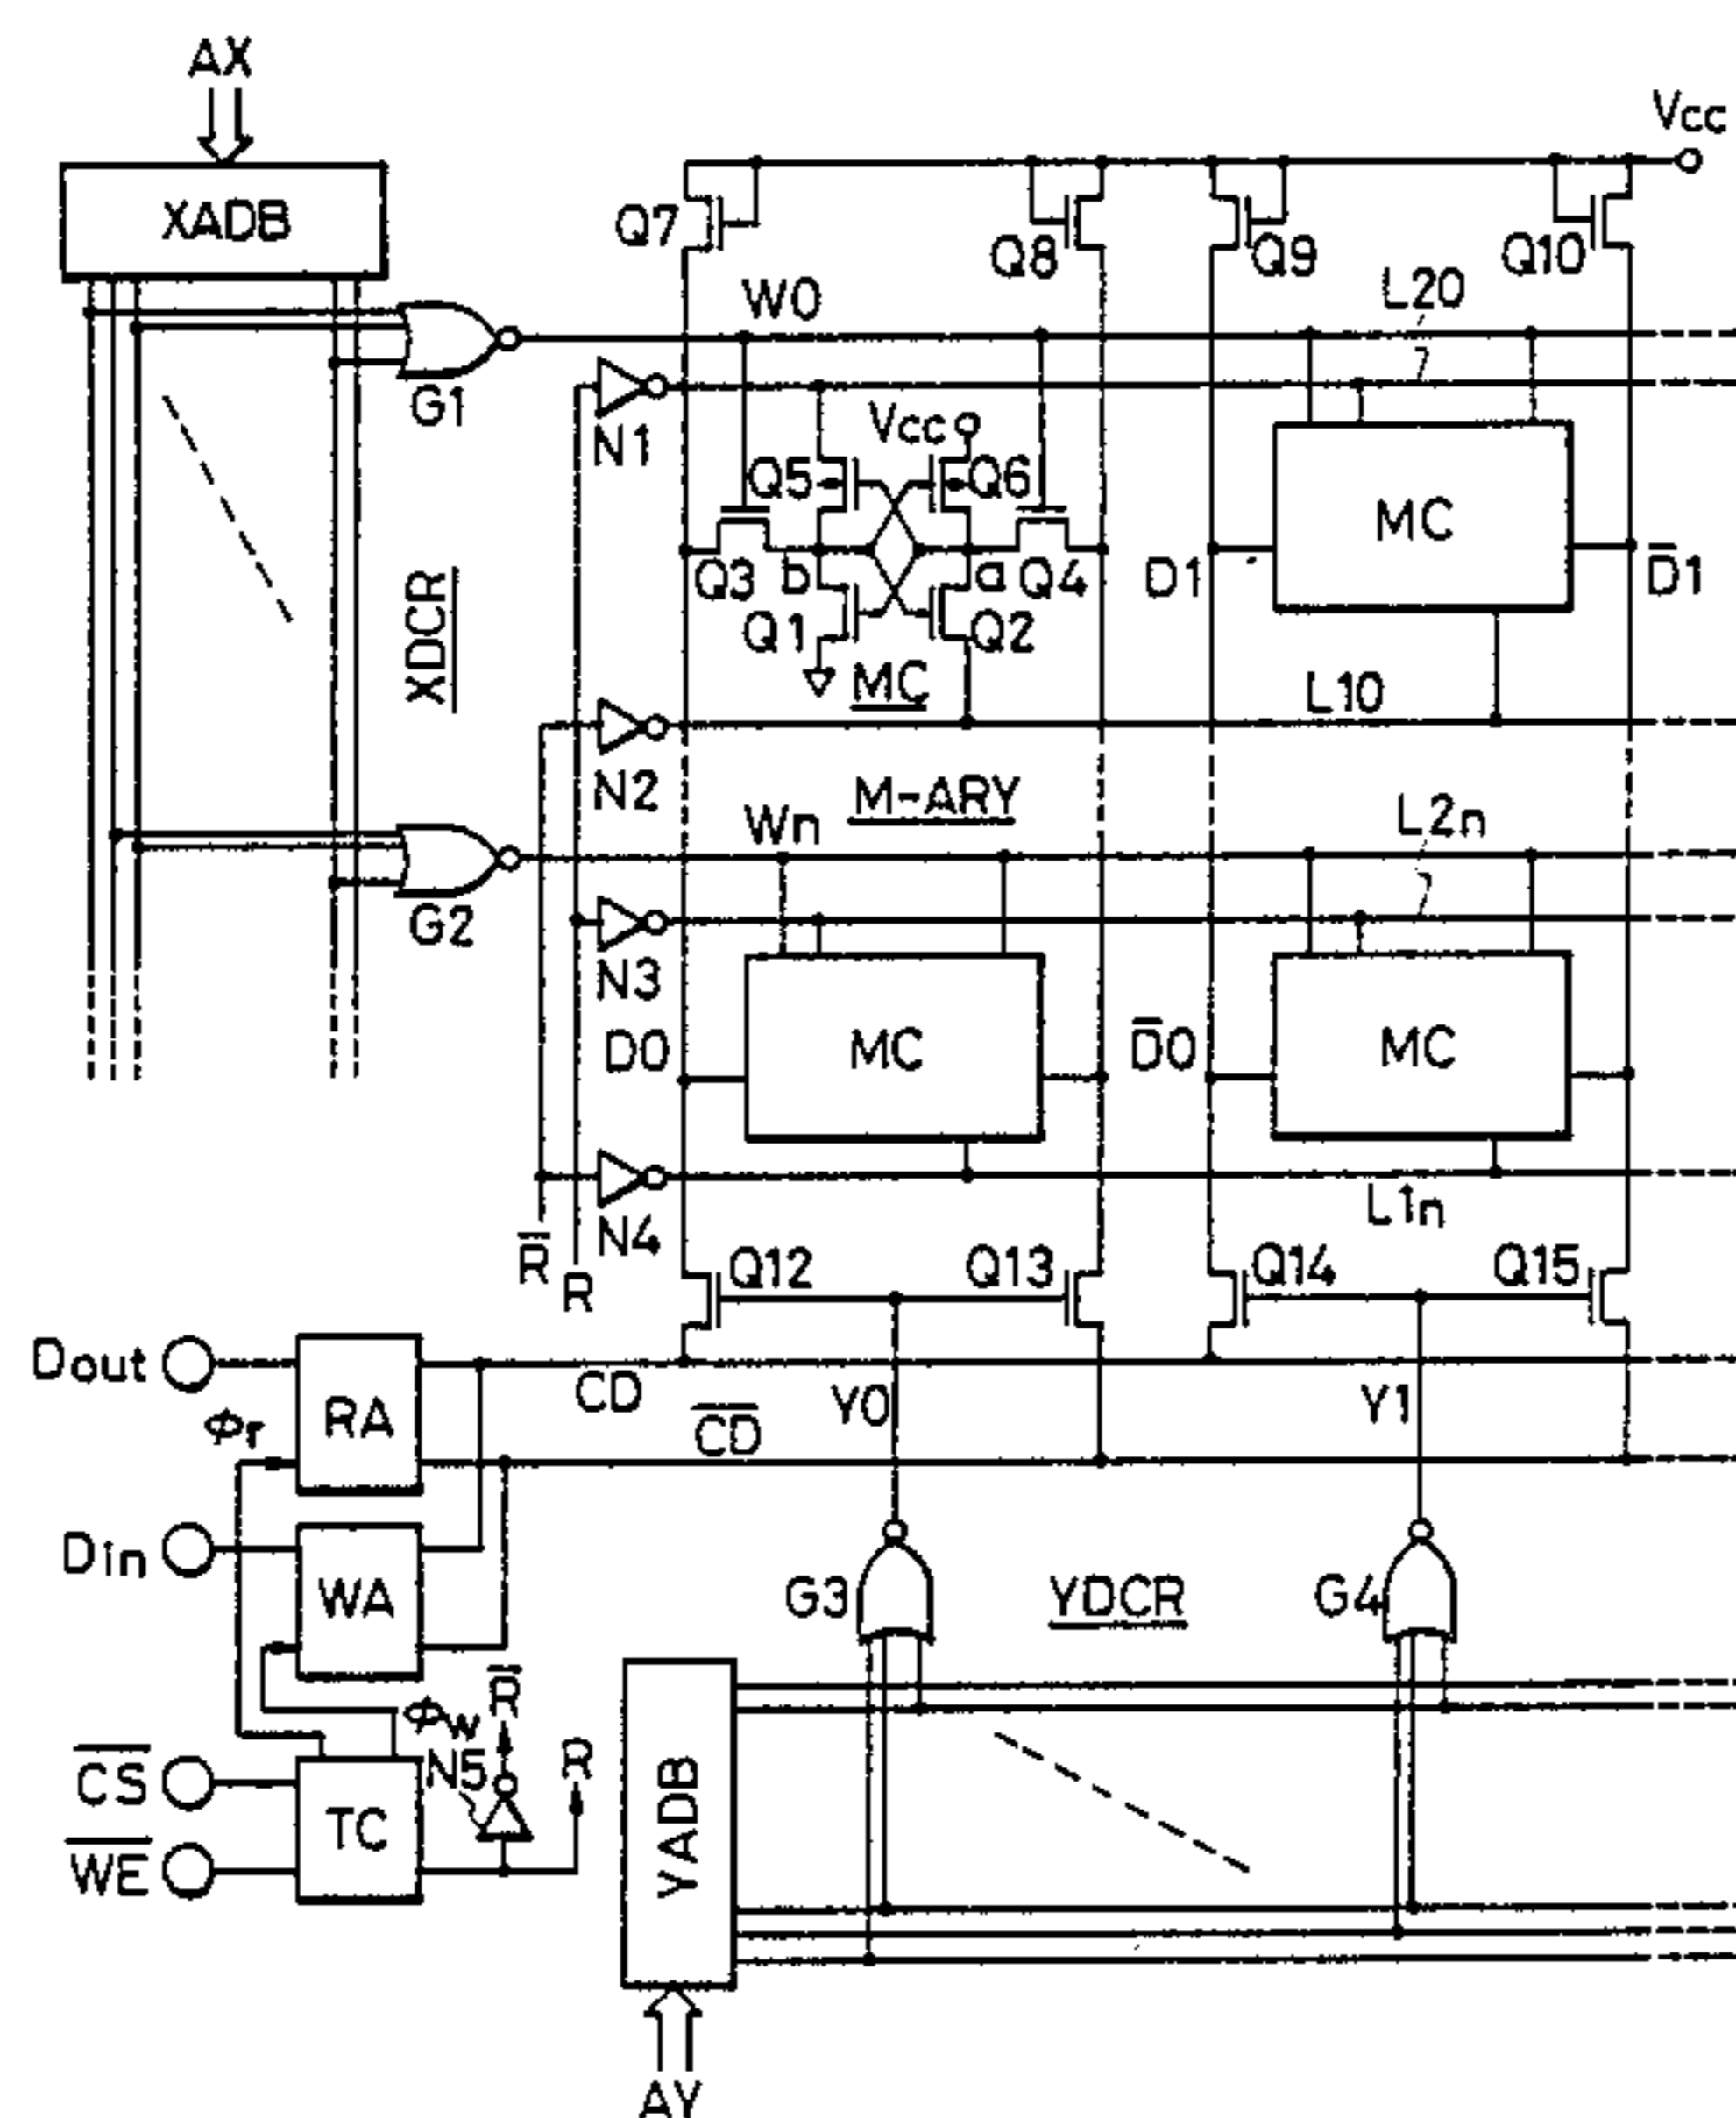 AX
Vcc
XADB
Q7
Q8
Q9
Q10
W0
L20
G1
N1
Vcc
Q5
Q6
MC
Q3
b
a
Q4
D1
D̅1
XDCR
Q1
Q2
MC
L10
N2
M-ARY
Wn
L2n
G2
N3
D0
MC
D̅0
MC
L1n
R̅
R
N4
Q12
Q13
Q14
Q15
Dout
RA
CD
Y0
Y1
ϕr
C̅D̅
Din
WA
G3
YDCR
G4
R̅
ϕw
R
C̅S̅
N5
TC
W̅E̅
YADB
AY